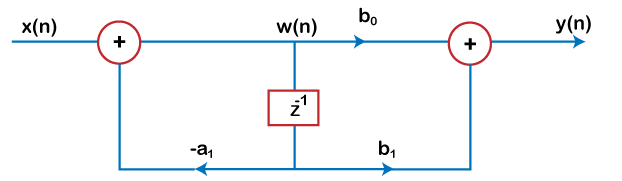 x(n) + w(n) b₀ + y(n)
z⁻¹
-a₁ b₁